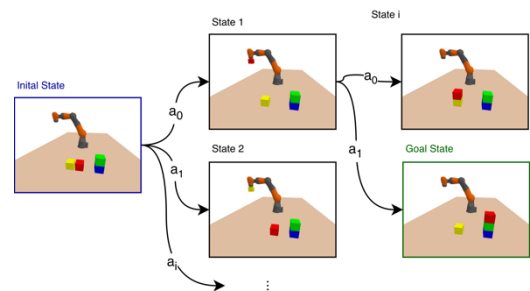 State 1
State i
Inital State
a0
a0
a1
State 2
a1
Goal State
ai
⋮